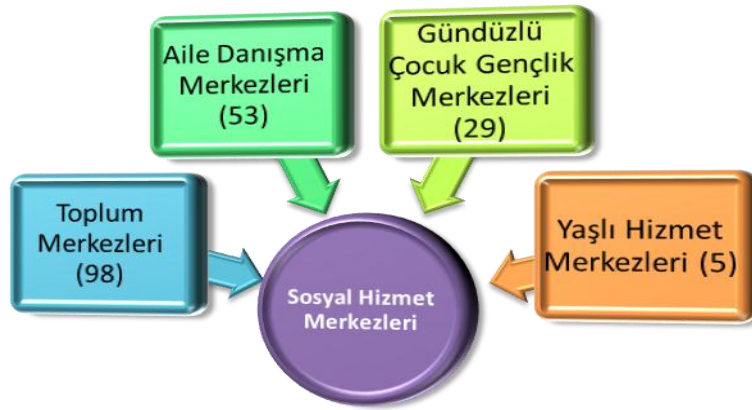 Toplum
Merkezleri
(98)
Aile Danışma
Merkezleri
(53)
Gündüzlü
Çocuk Gençlik
Merkezleri
(29)
Yaşlı Hizmet
Merkezleri (5)
Sosyal Hizmet
Merkezleri